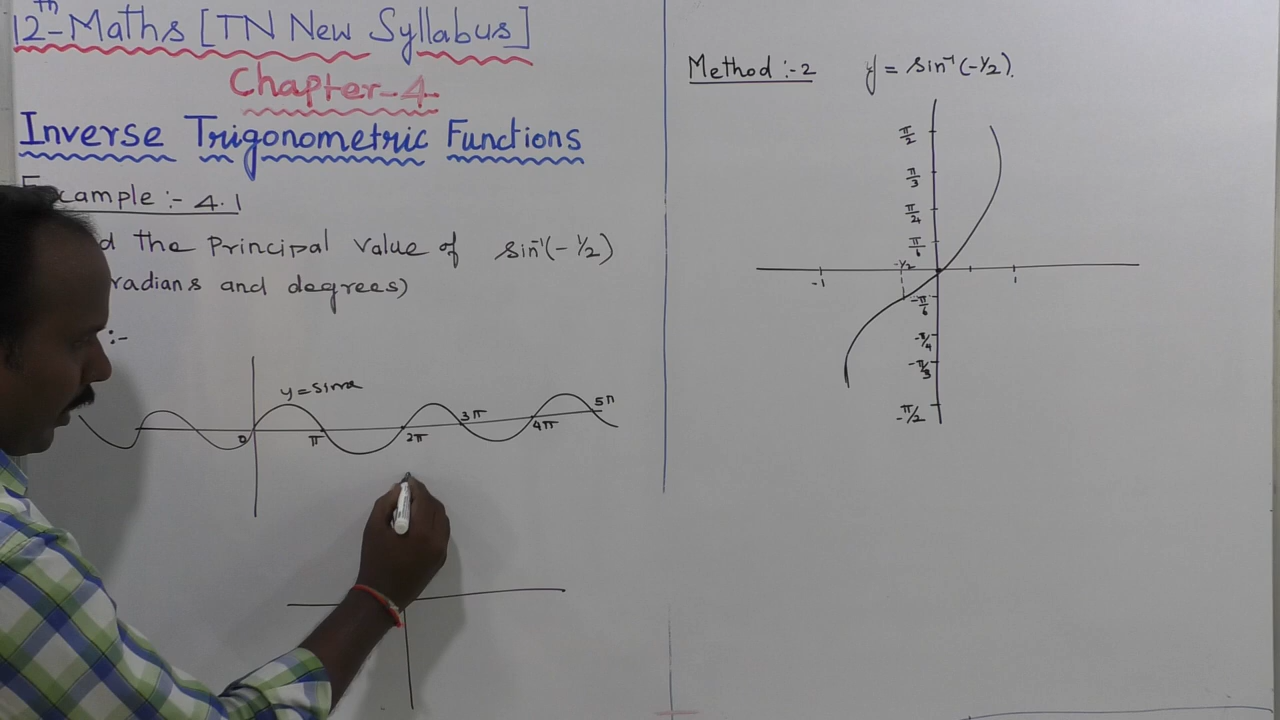 12th-Maths [TN New Syllabus]
Chapter-4
Inverse Trigonometric Functions
Example :- 4.1
the Principal value of sin⁻¹(-1/2)
radians and degrees)
:-
y=sinx
0 π 2π 3π 4π 5π
Method :-2 y = sin⁻¹(-1/2).
π/2
π/3
π/4
π/6
-1/2
-1 1
-π/6
-π/4
-π/3
-π/2